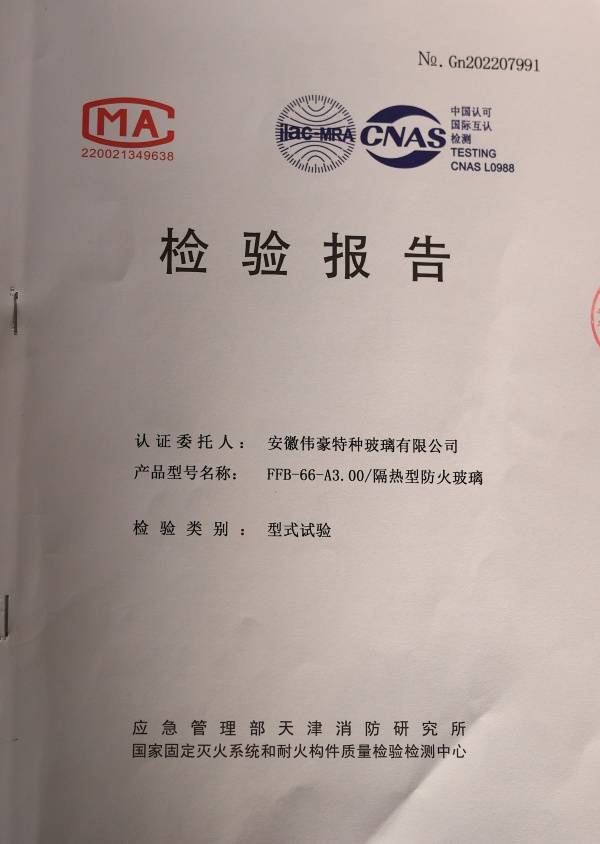 №. Gn202207991
MA
220021349638
ilac-MRA
CNAS
中国认可
国际互认
检测
TESTING
CNAS L0988
检验报告
认证委托人： 安徽伟豪特种玻璃有限公司
产品型号名称： FFB-66-A3.00/隔热型防火玻璃
检验类别： 型式试验
应急管理部天津消防研究所
国家固定灭火系统和耐火构件质量检验检测中心